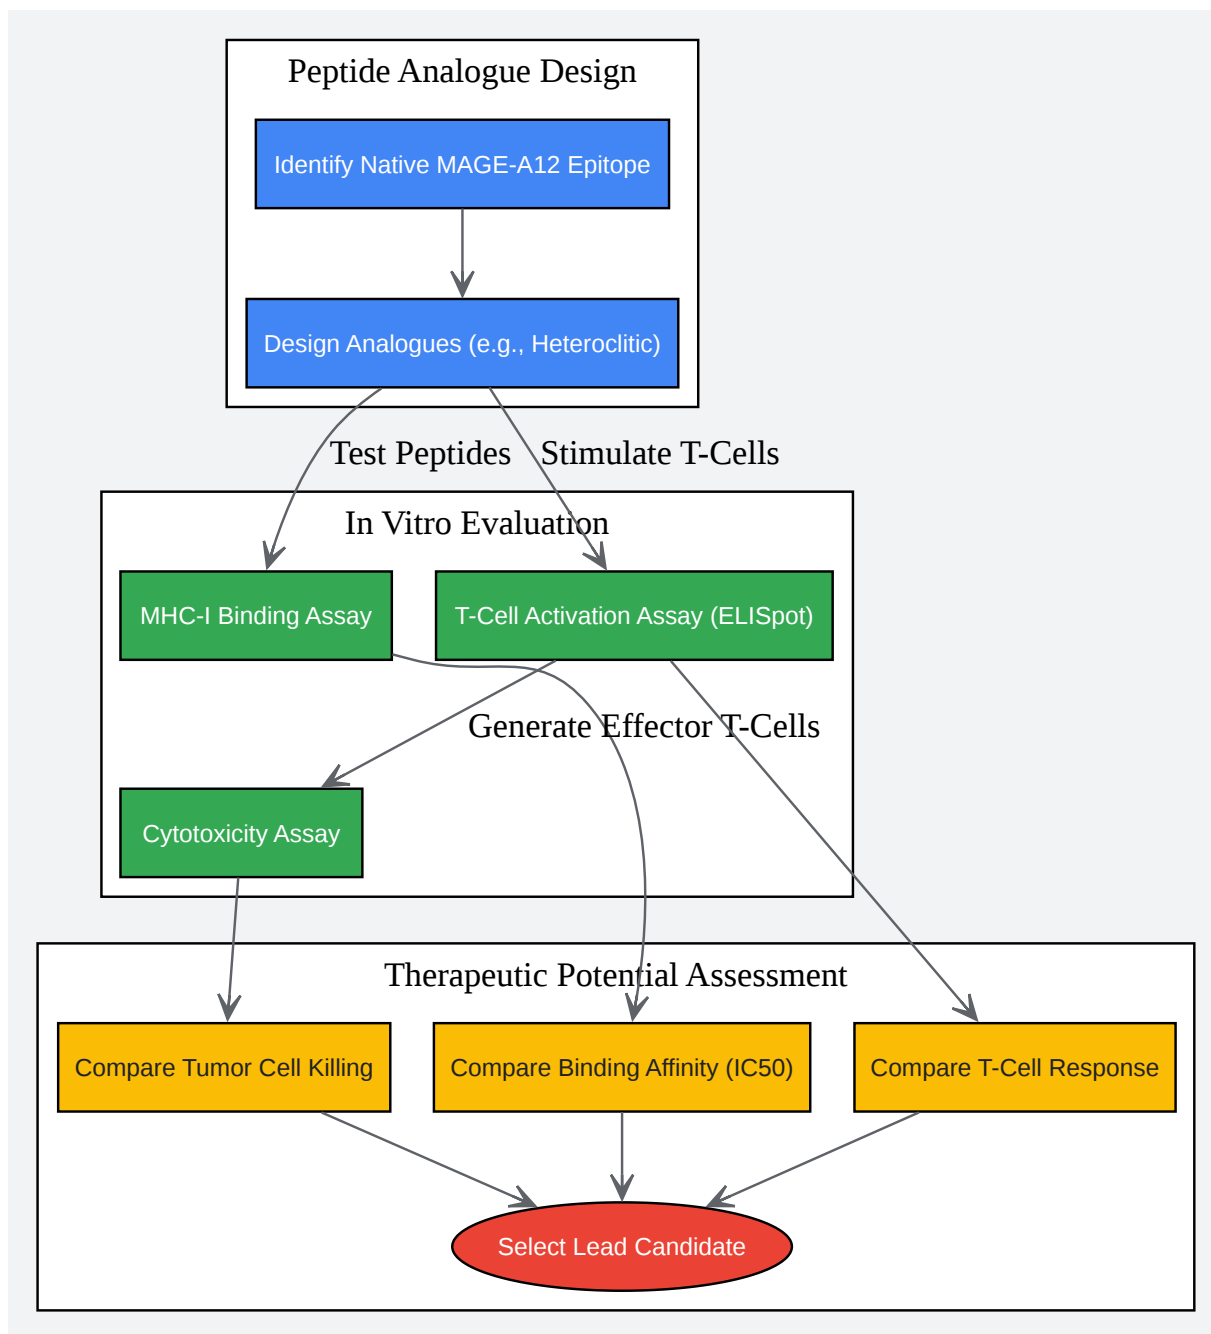 Peptide Analogue Design
Identify Native MAGE-A12 Epitope
Design Analogues (e.g., Heteroclitic)
Test Peptides
Stimulate T-Cells
In Vitro Evaluation
MHC-I Binding Assay
T-Cell Activation Assay (ELISpot)
Generate Effector T-Cells
Cytotoxicity Assay
Therapeutic Potential Assessment
Compare Tumor Cell Killing
Compare Binding Affinity (IC50)
Compare T-Cell Response
Select Lead Candidate